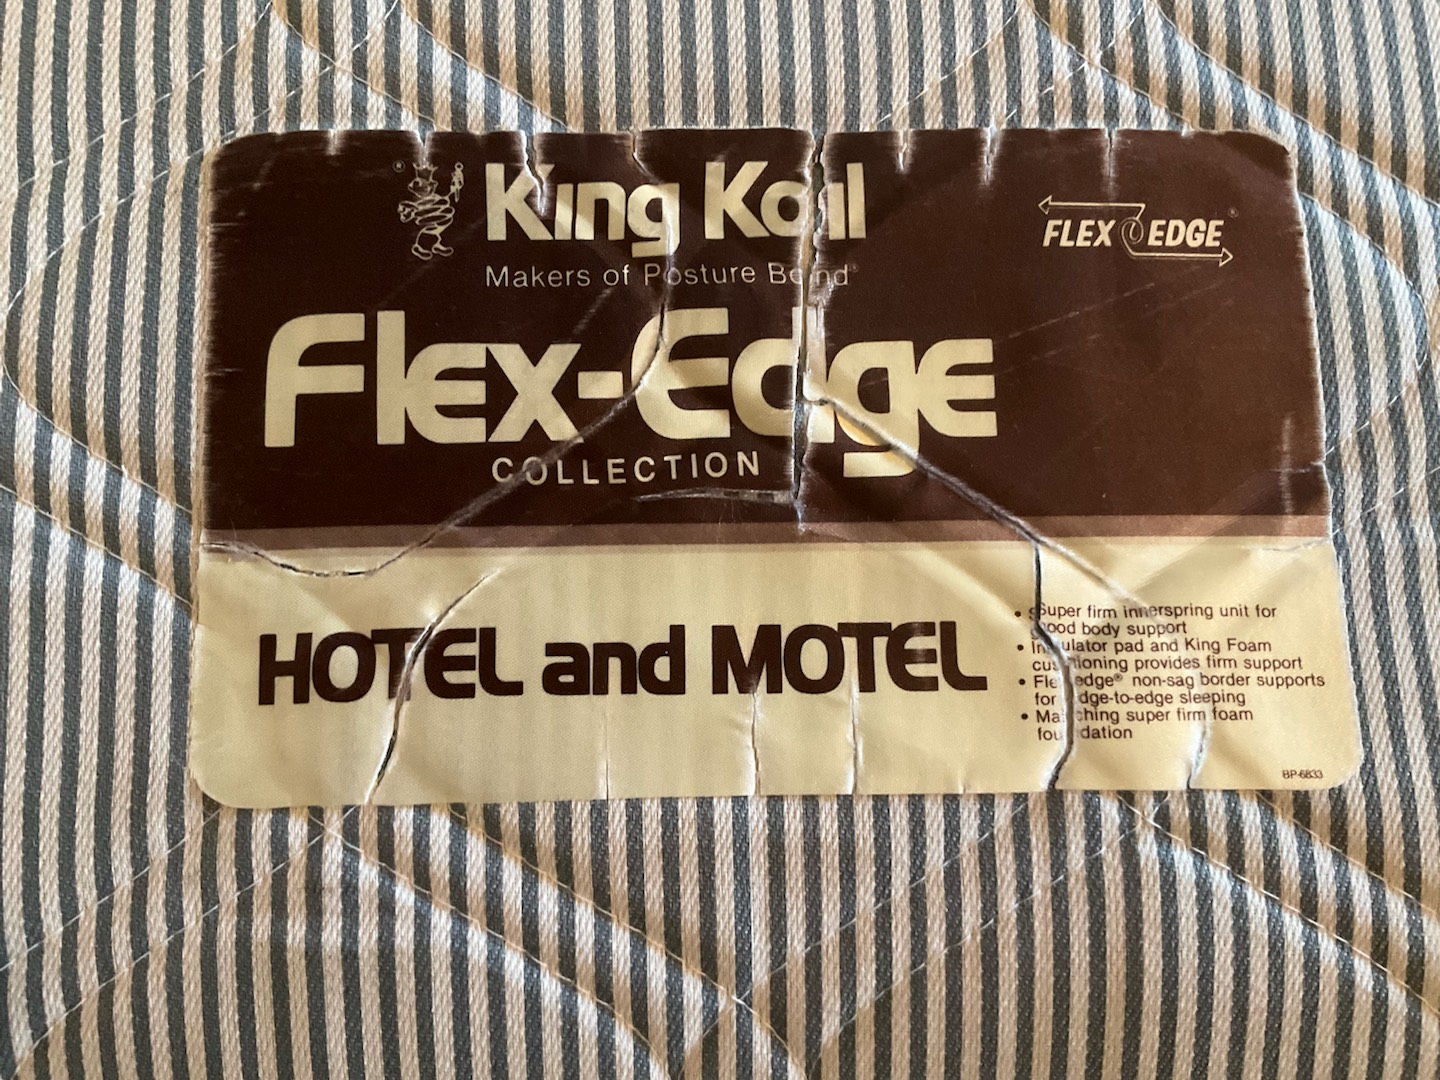 ® King Koil
Makers of Posture Bond®
FLEX EDGE®
Flex-Edge
COLLECTION
HOTEL and MOTEL
• Super firm innerspring unit for
good body support
• Insulator pad and King Foam
cushioning provides firm support
• Flex-edge® non-sag border supports
for edge-to-edge sleeping
• Matching super firm foam
foundation
BP-6833